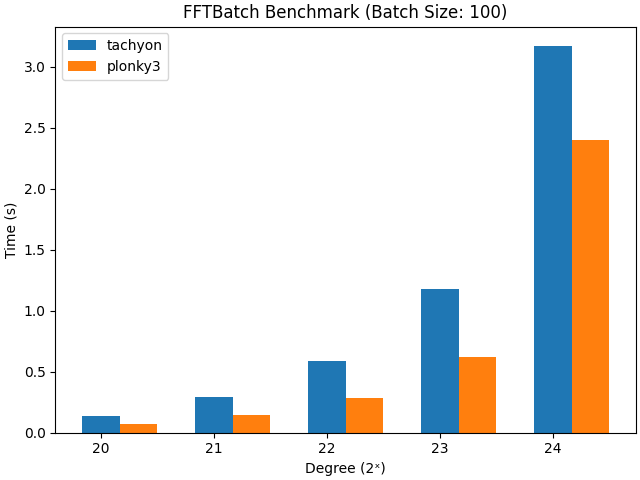 FFTBatch Benchmark (Batch Size: 100)
tachyon
plonky3
3.0
2.5
2.0
1.5
1.0
0.5
0.0
Time (s)
20 21 22 23 24
Degree (2ˣ)